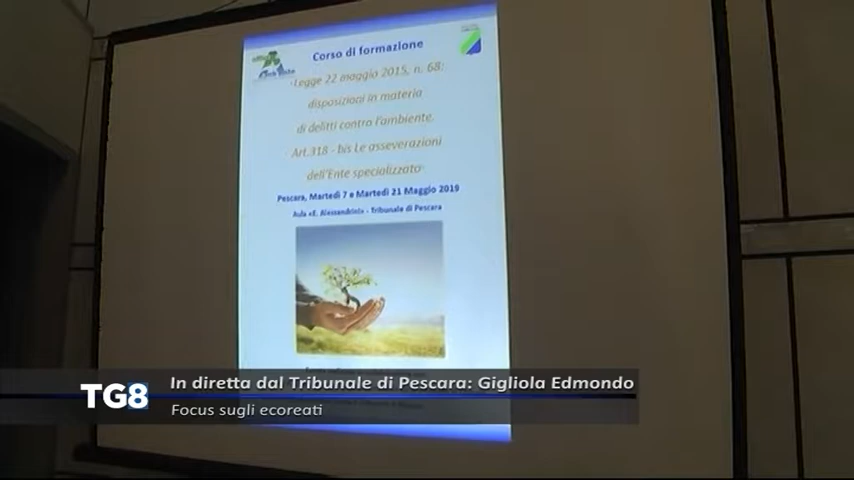 Corso di formazione
Legge 22 maggio 2015, n. 68:
disposizioni in materia
di delitti contro l'ambiente.
Art.318 - bis Le asseverazioni
dell'Ente specializzato
Pescara, Martedì 7 e Martedì 21 Maggio 2019
Aula «E. Alessandrini» - Tribunale di Pescara
TG8
In diretta dal Tribunale di Pescara: Gigliola Edmondo
Focus sugli ecoreati